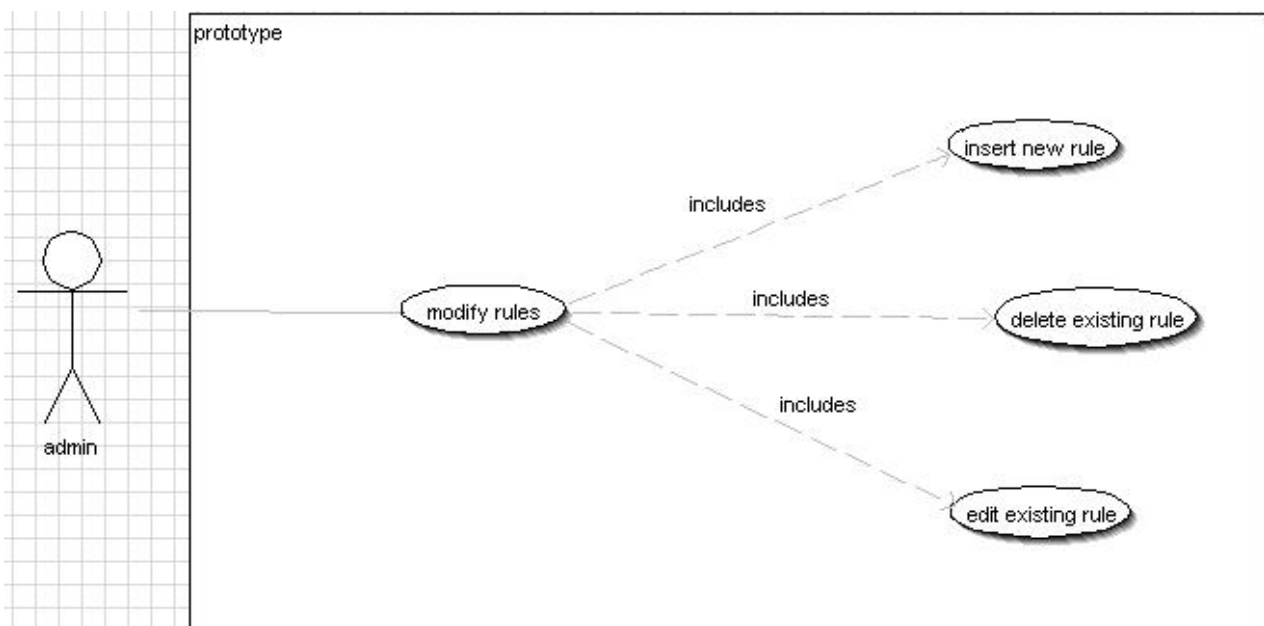 prototype
insert new rule
includes
includes
modify rules
delete existing rule
includes
admin
edit existing rule